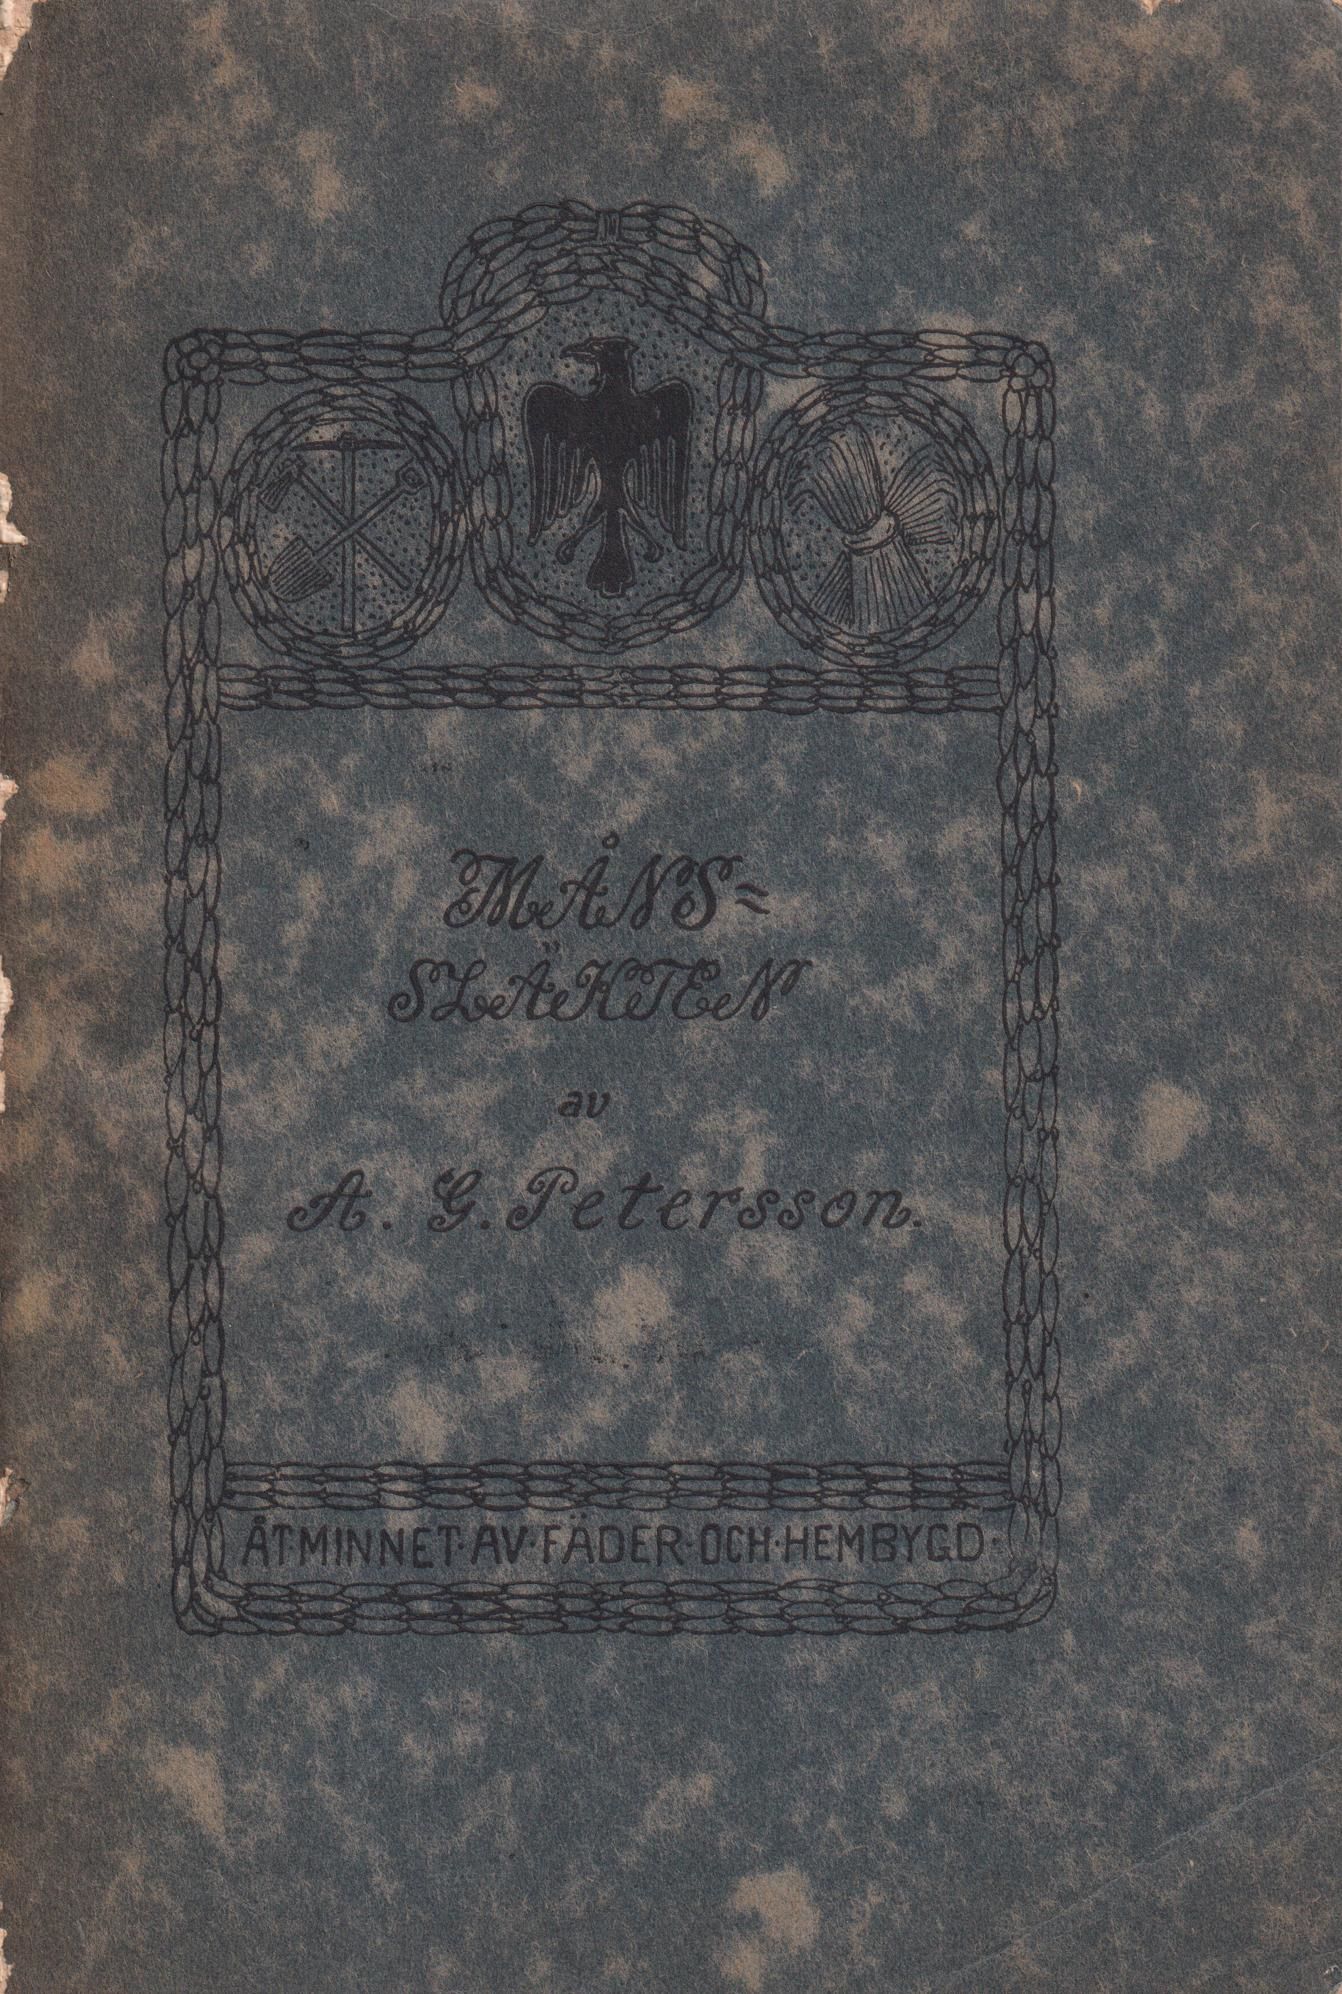 MÅNS=
SLÄKTEN
av
A. G. Petersson.
ÅT·MINNET·AV·FÄDER·OCH·HEMBYGD·